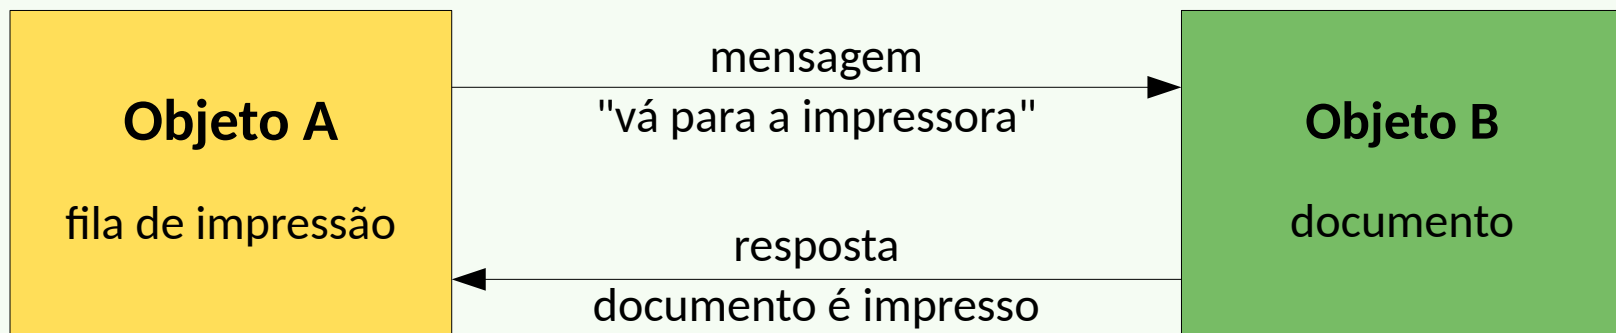 Objeto A
fila de impressão
mensagem
"vá para a impressora"
resposta
documento é impresso
Objeto B
documento